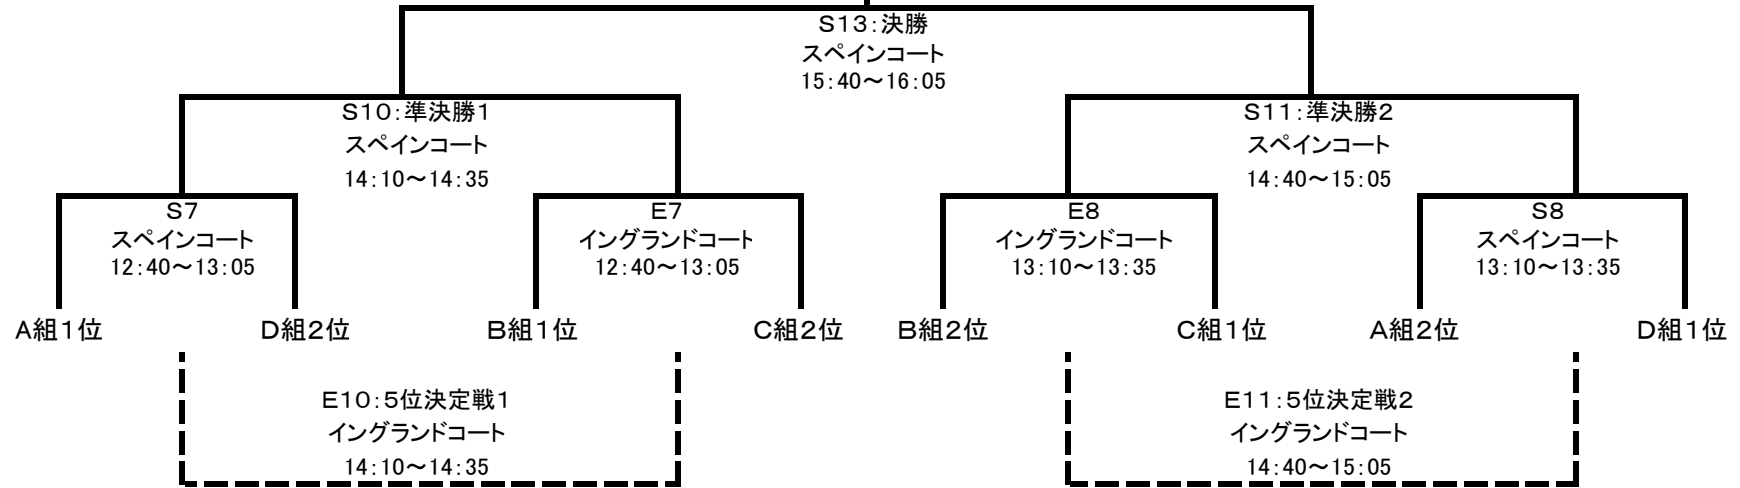 S13:決勝
スペインコート
15:40～16:05
S10:準決勝1
スペインコート
14:10～14:35
S11:準決勝2
スペインコート
14:40～15:05
S7
スペインコート
12:40～13:05
E7
イングランドコート
12:40～13:05
E8
イングランドコート
13:10～13:35
S8
スペインコート
13:10～13:35
A組1位
D組2位
B組1位
C組2位
B組2位
C組1位
A組2位
D組1位
E10:5位決定戦1
イングランドコート
14:10～14:35
E11:5位決定戦2
イングランドコート
14:40～15:05